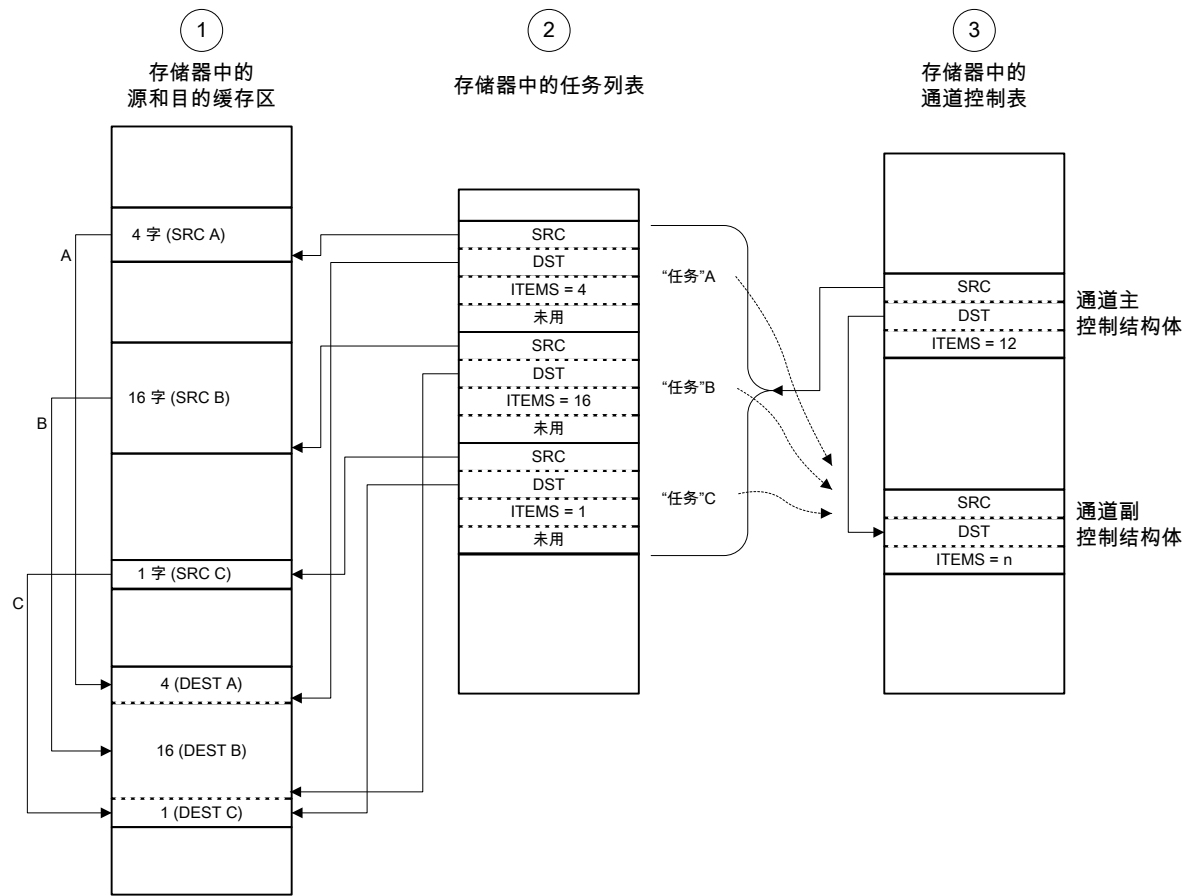 1
存储器中的
源和目的缓存区
2
存储器中的任务列表
3
存储器中的
通道控制表
4 字 (SRC A)
16 字 (SRC B)
1 字 (SRC C)
4 (DEST A)
16 (DEST B)
1 (DEST C)
A
B
C
SRC
DST
ITEMS = 4
未用
SRC
DST
ITEMS = 16
未用
SRC
DST
ITEMS = 1
未用
“任务”A
“任务”B
“任务”C
SRC
DST
ITEMS = 12
通道主
控制结构体
SRC
DST
ITEMS = n
通道副
控制结构体